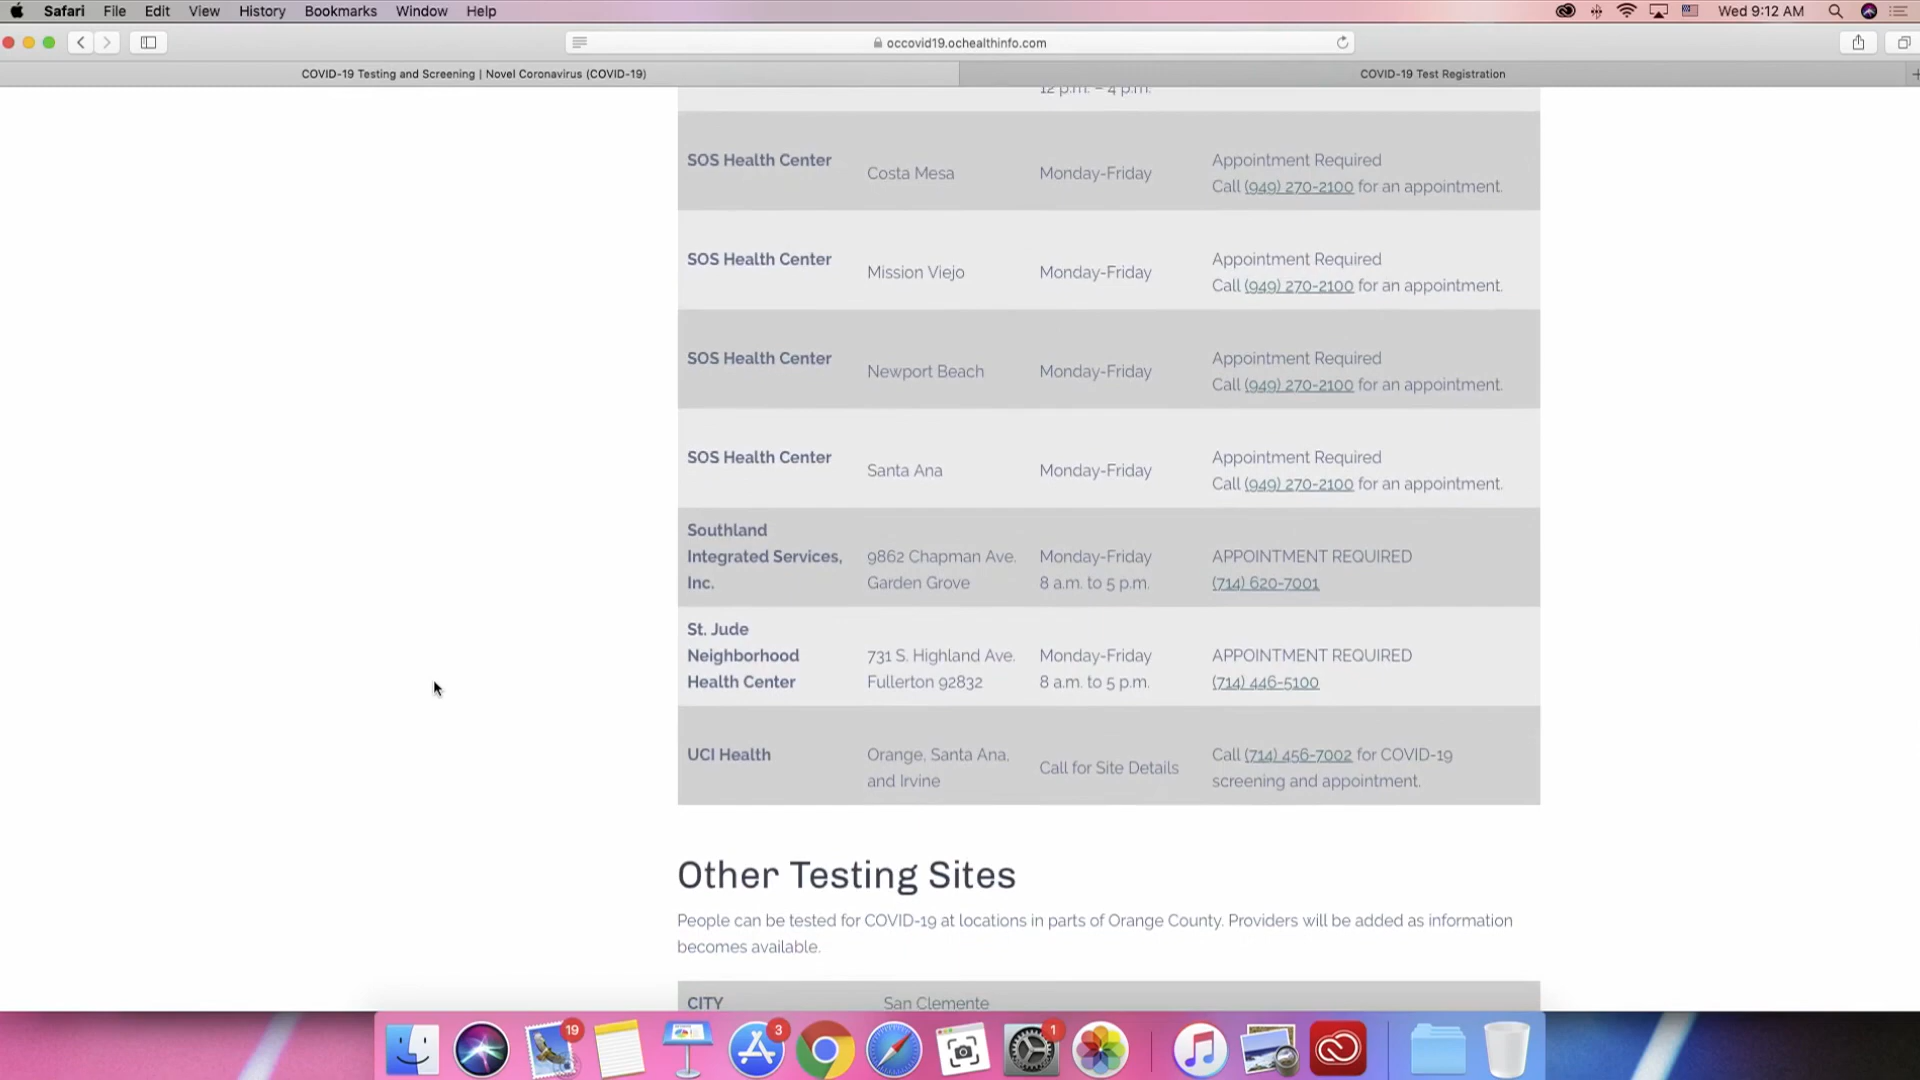 Safari File Edit View History Bookmarks Window Help Wed 9:12 AM
occovid19.ochealthinfo.com
COVID-19 Testing and Screening | Novel Coronavirus (COVID-19) COVID-19 Test Registration
12 p.m. – 4 p.m.
SOS Health Center Costa Mesa Monday-Friday Appointment Required
Call (949) 270-2100 for an appointment.
SOS Health Center Mission Viejo Monday-Friday Appointment Required
Call (949) 270-2100 for an appointment.
SOS Health Center Newport Beach Monday-Friday Appointment Required
Call (949) 270-2100 for an appointment.
SOS Health Center Santa Ana Monday-Friday Appointment Required
Call (949) 270-2100 for an appointment.
Southland
Integrated Services, 9862 Chapman Ave. Monday-Friday APPOINTMENT REQUIRED
Inc. Garden Grove 8 a.m. to 5 p.m. (714) 620-7001
St. Jude
Neighborhood 731 S. Highland Ave. Monday-Friday APPOINTMENT REQUIRED
Health Center Fullerton 92832 8 a.m. to 5 p.m. (714) 446-5100
UCI Health Orange, Santa Ana, Call for Site Details Call (714) 456-7002 for COVID-19
and Irvine screening and appointment.
Other Testing Sites
People can be tested for COVID-19 at locations in parts of Orange County. Providers will be added as information
becomes available.
CITY San Clemente
19 3 1